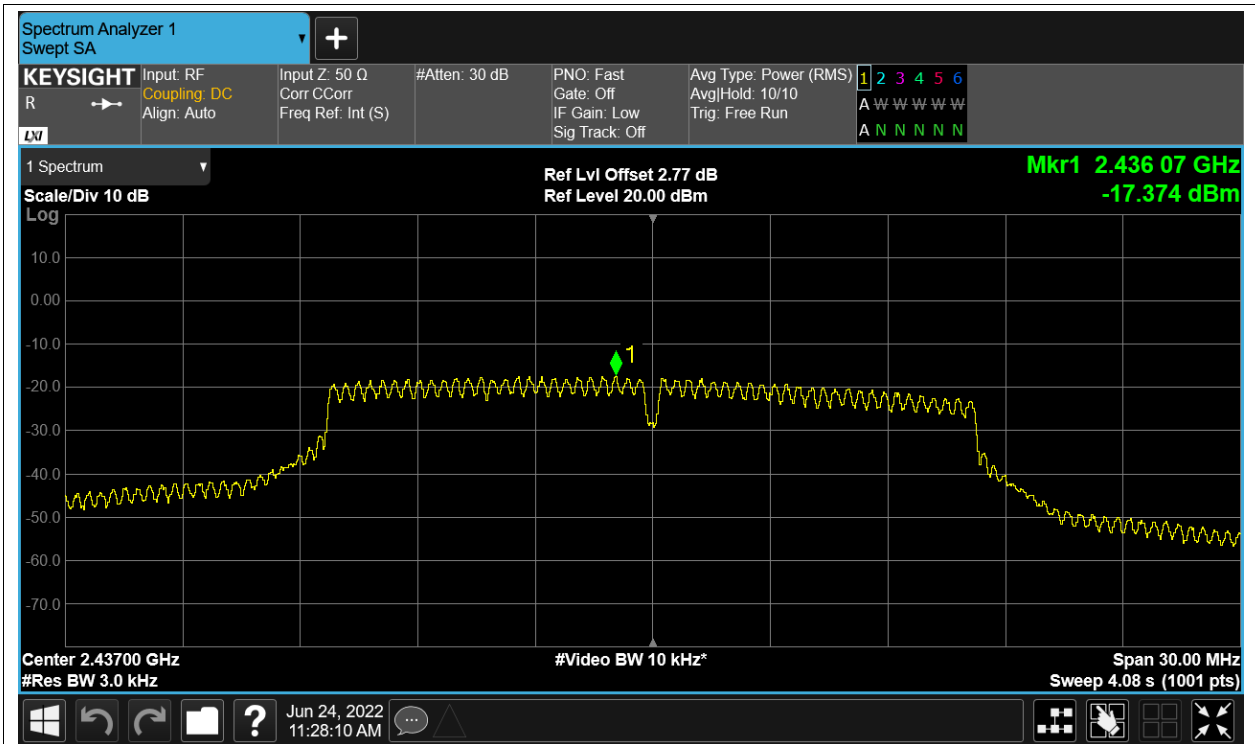 Spectrum Analyzer 1
Swept SA
KEYSIGHT
R
LXI
Input: RF
Coupling: DC
Align: Auto
Input Z: 50 Ω
Corr CCorr
Freq Ref: Int (S)
#Atten: 30 dB
PNO: Fast
Gate: Off
IF Gain: Low
Sig Track: Off
Avg Type: Power (RMS)
Avg|Hold: 10/10
Trig: Free Run
1 2 3 4 5 6
A W W W W W
A N N N N N
1 Spectrum
Scale/Div 10 dB
Log
Ref Lvl Offset 2.77 dB
Ref Level 20.00 dBm
Mkr1 2.436 07 GHz
-17.374 dBm
10.0
0.00
-10.0
1
-20.0
-30.0
-40.0
-50.0
-60.0
-70.0
Center 2.43700 GHz
#Res BW 3.0 kHz
#Video BW 10 kHz*
Span 30.00 MHz
Sweep 4.08 s (1001 pts)
?
Jun 24, 2022
11:28:10 AM